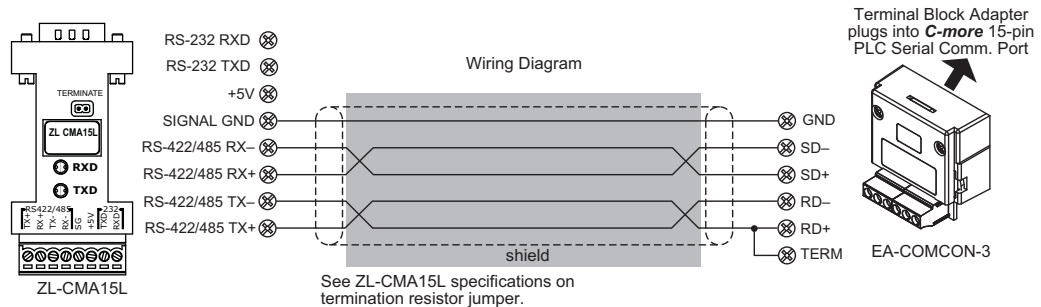 Terminal Block Adapter
plugs into C-more 15-pin
PLC Serial Comm. Port
Wiring Diagram
RS-232 RXD
RS-232 TXD
+5V
SIGNAL GND
RS-422/485 RX–
RS-422/485 RX+
RS-422/485 TX–
RS-422/485 TX+
GND
SD–
SD+
RD–
RD+
TERM
shield
See ZL-CMA15L specifications on
termination resistor jumper.
TERMINATE
ZL CMA15L
RXD
TXD
RS422/485 232
TX+ RX+ TX- RX- SG +5V TXD RXD
ZL-CMA15L
EA-COMCON-3